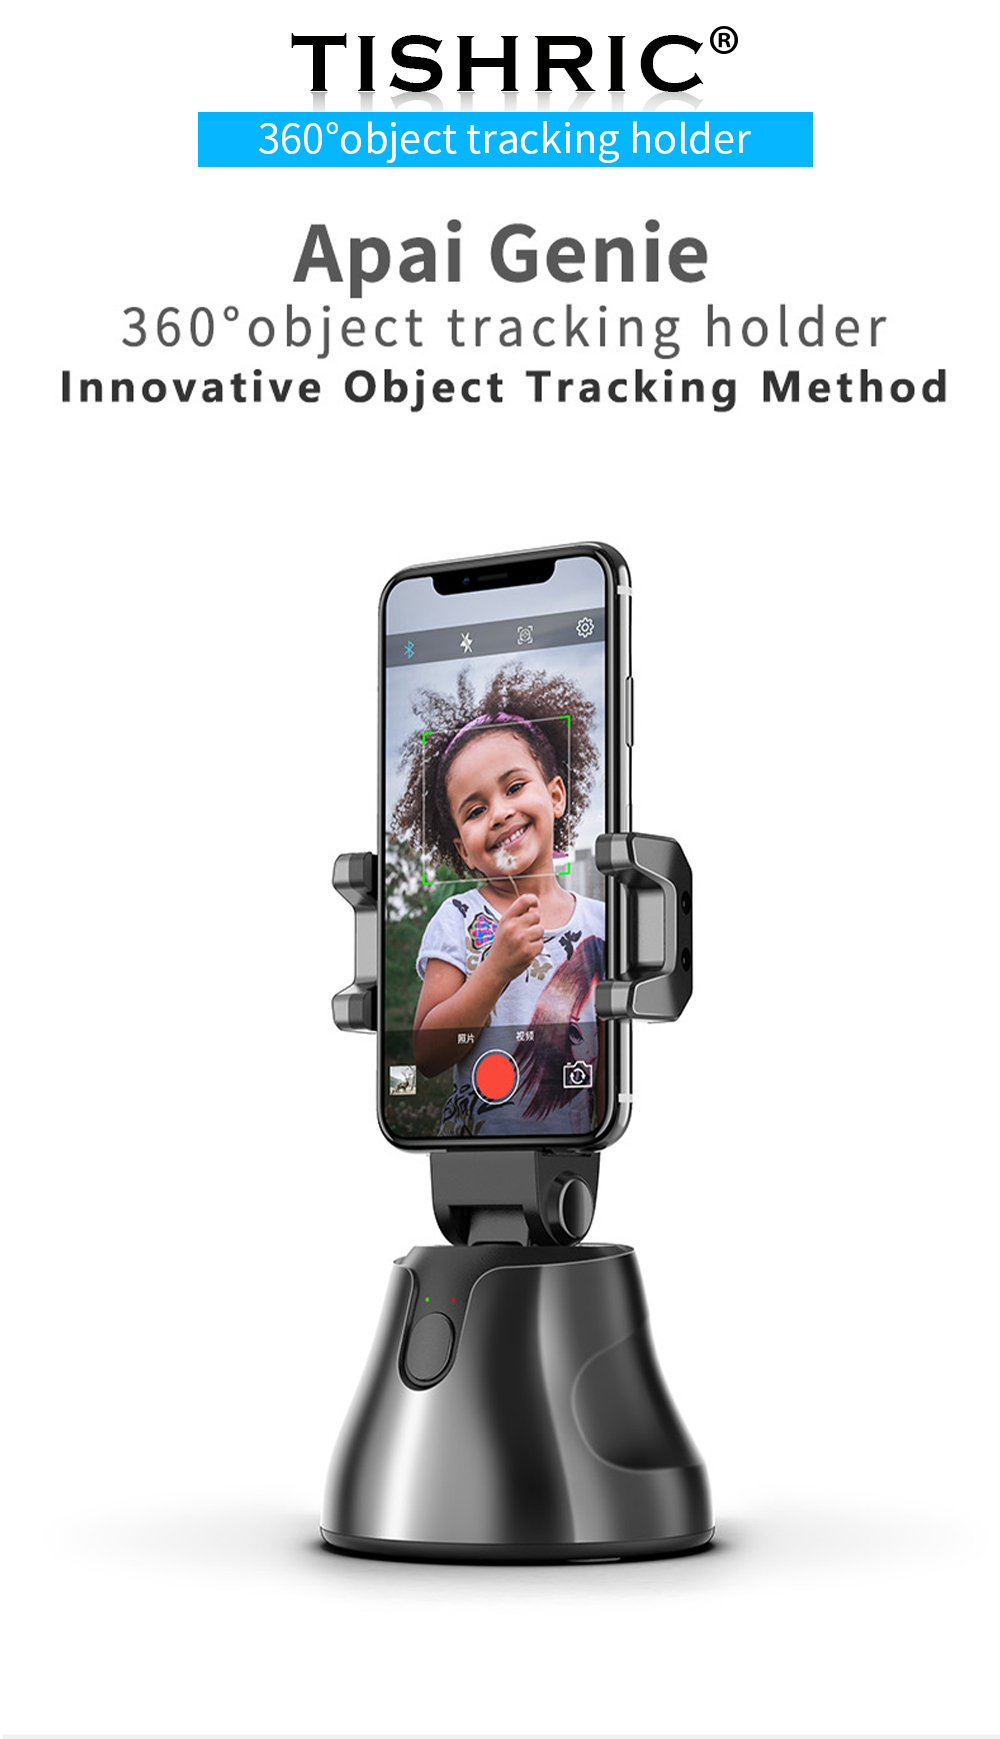 TISHRIC®
360°object tracking holder
Apai Genie
360°object tracking holder
Innovative Object Tracking Method
照片 视频